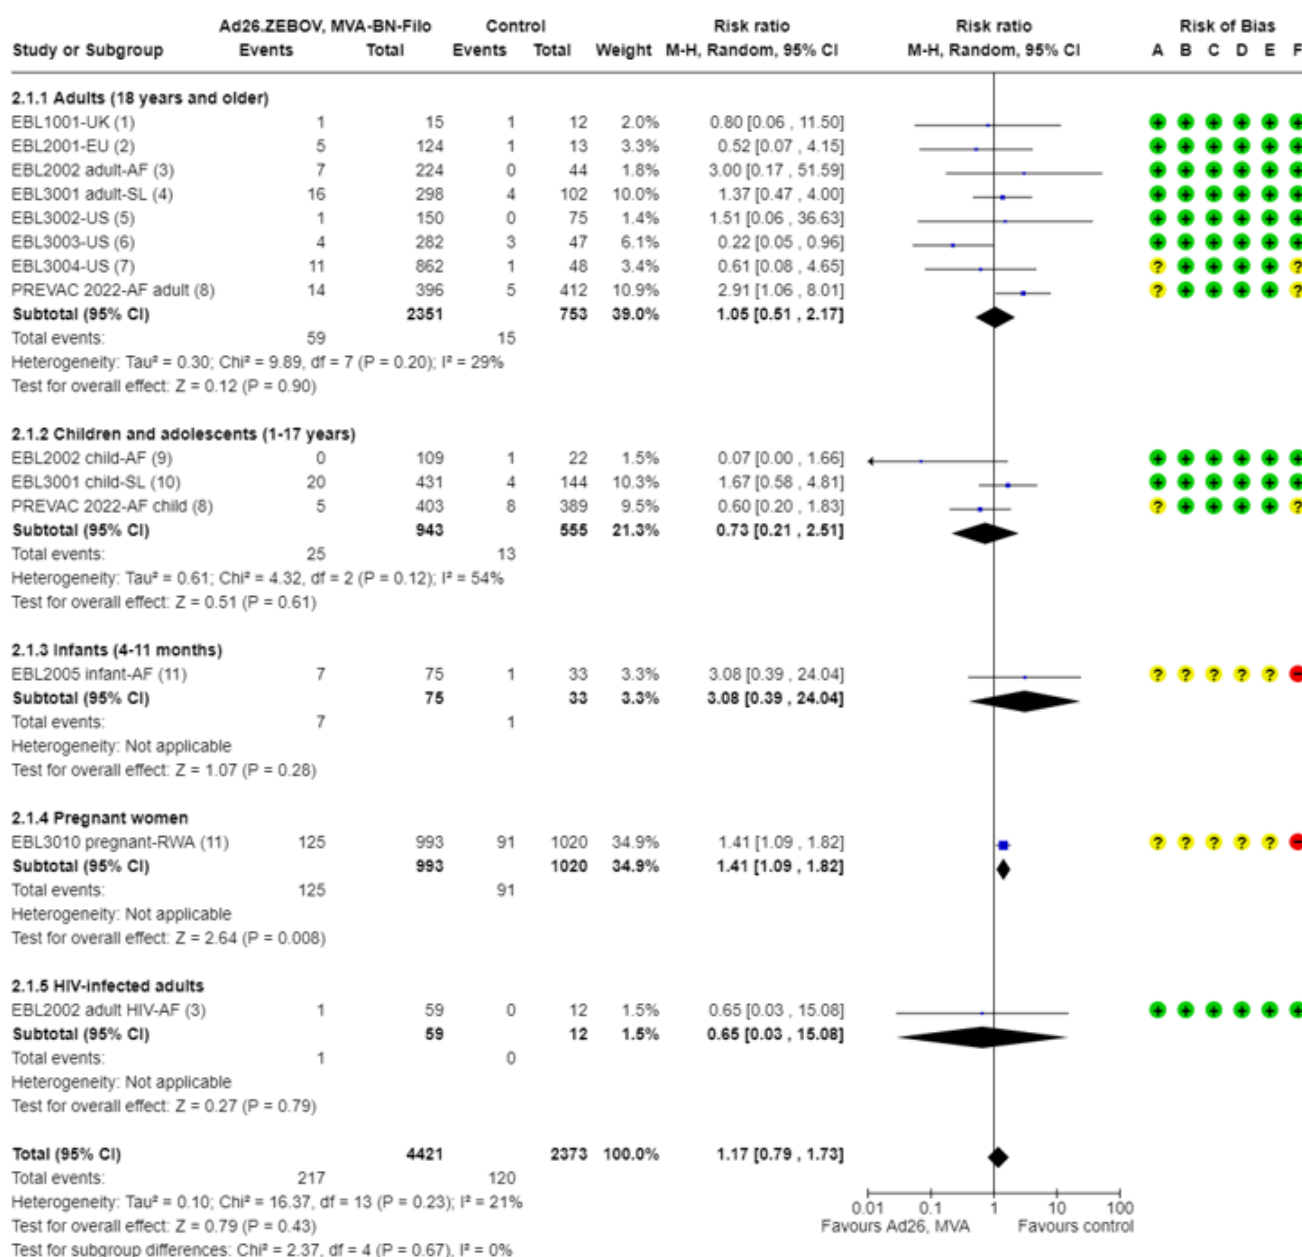 Ad26.ZEBOV, MVA-BN-Filo Control Risk ratio Risk ratio Risk of Bias
Study or Subgroup Events Total Events Total Weight M-H, Random, 95% CI M-H, Random, 95% CI A B C D E F
2.1.1 Adults (18 years and older)
EBL1001-UK (1) 1 15 1 12 2.0% 0.80 [0.06 , 11.50] + + + + + +
EBL2001-EU (2) 5 124 1 13 3.3% 0.52 [0.07 , 4.15] + + + + + +
EBL2002 adult-AF (3) 7 224 0 44 1.8% 3.00 [0.17 , 51.59] + + + + + +
EBL3001 adult-SL (4) 16 298 4 102 10.0% 1.37 [0.47 , 4.00] + + + + + +
EBL3002-US (5) 1 150 0 75 1.4% 1.51 [0.06 , 36.63] + + + + + +
EBL3003-US (6) 4 282 3 47 6.1% 0.22 [0.05 , 0.96] + + + + + +
EBL3004-US (7) 11 862 1 48 3.4% 0.61 [0.08 , 4.65] ? + + + + ?
PREVAC 2022-AF adult (8) 14 396 5 412 10.9% 2.91 [1.06 , 8.01] ? + + + + ?
Subtotal (95% CI) 2351 753 39.0% 1.05 [0.51 , 2.17]
Total events: 59 15
Heterogeneity: Tau² = 0.30; Chi² = 9.89, df = 7 (P = 0.20); I² = 29%
Test for overall effect: Z = 0.12 (P = 0.90)
2.1.2 Children and adolescents (1-17 years)
EBL2002 child-AF (9) 0 109 1 22 1.5% 0.07 [0.00 , 1.66] + + + + + +
EBL3001 child-SL (10) 20 431 4 144 10.3% 1.67 [0.58 , 4.81] + + + + + +
PREVAC 2022-AF child (8) 5 403 8 389 9.5% 0.60 [0.20 , 1.83] ? + + + + ?
Subtotal (95% CI) 943 555 21.3% 0.73 [0.21 , 2.51]
Total events: 25 13
Heterogeneity: Tau² = 0.61; Chi² = 4.32, df = 2 (P = 0.12); I² = 54%
Test for overall effect: Z = 0.51 (P = 0.61)
2.1.3 Infants (4-11 months)
EBL2005 infant-AF (11) 7 75 1 33 3.3% 3.08 [0.39 , 24.04] ? ? ? ? ? −
Subtotal (95% CI) 75 33 3.3% 3.08 [0.39 , 24.04]
Total events: 7 1
Heterogeneity: Not applicable
Test for overall effect: Z = 1.07 (P = 0.28)
2.1.4 Pregnant women
EBL3010 pregnant-RWA (11) 125 993 91 1020 34.9% 1.41 [1.09 , 1.82] ? ? ? ? ? −
Subtotal (95% CI) 993 1020 34.9% 1.41 [1.09 , 1.82]
Total events: 125 91
Heterogeneity: Not applicable
Test for overall effect: Z = 2.64 (P = 0.008)
2.1.5 HIV-infected adults
EBL2002 adult HIV-AF (3) 1 59 0 12 1.5% 0.65 [0.03 , 15.08] + + + + + +
Subtotal (95% CI) 59 12 1.5% 0.65 [0.03 , 15.08]
Total events: 1 0
Heterogeneity: Not applicable
Test for overall effect: Z = 0.27 (P = 0.79)
Total (95% CI) 4421 2373 100.0% 1.17 [0.79 , 1.73]
Total events: 217 120
Heterogeneity: Tau² = 0.10; Chi² = 16.37, df = 13 (P = 0.23); I² = 21%
Test for overall effect: Z = 0.79 (P = 0.43)
Test for subgroup differences: Chi² = 2.37, df = 4 (P = 0.67), I² = 0%
0.01 0.1 1 10 100
Favours Ad26, MVA Favours control